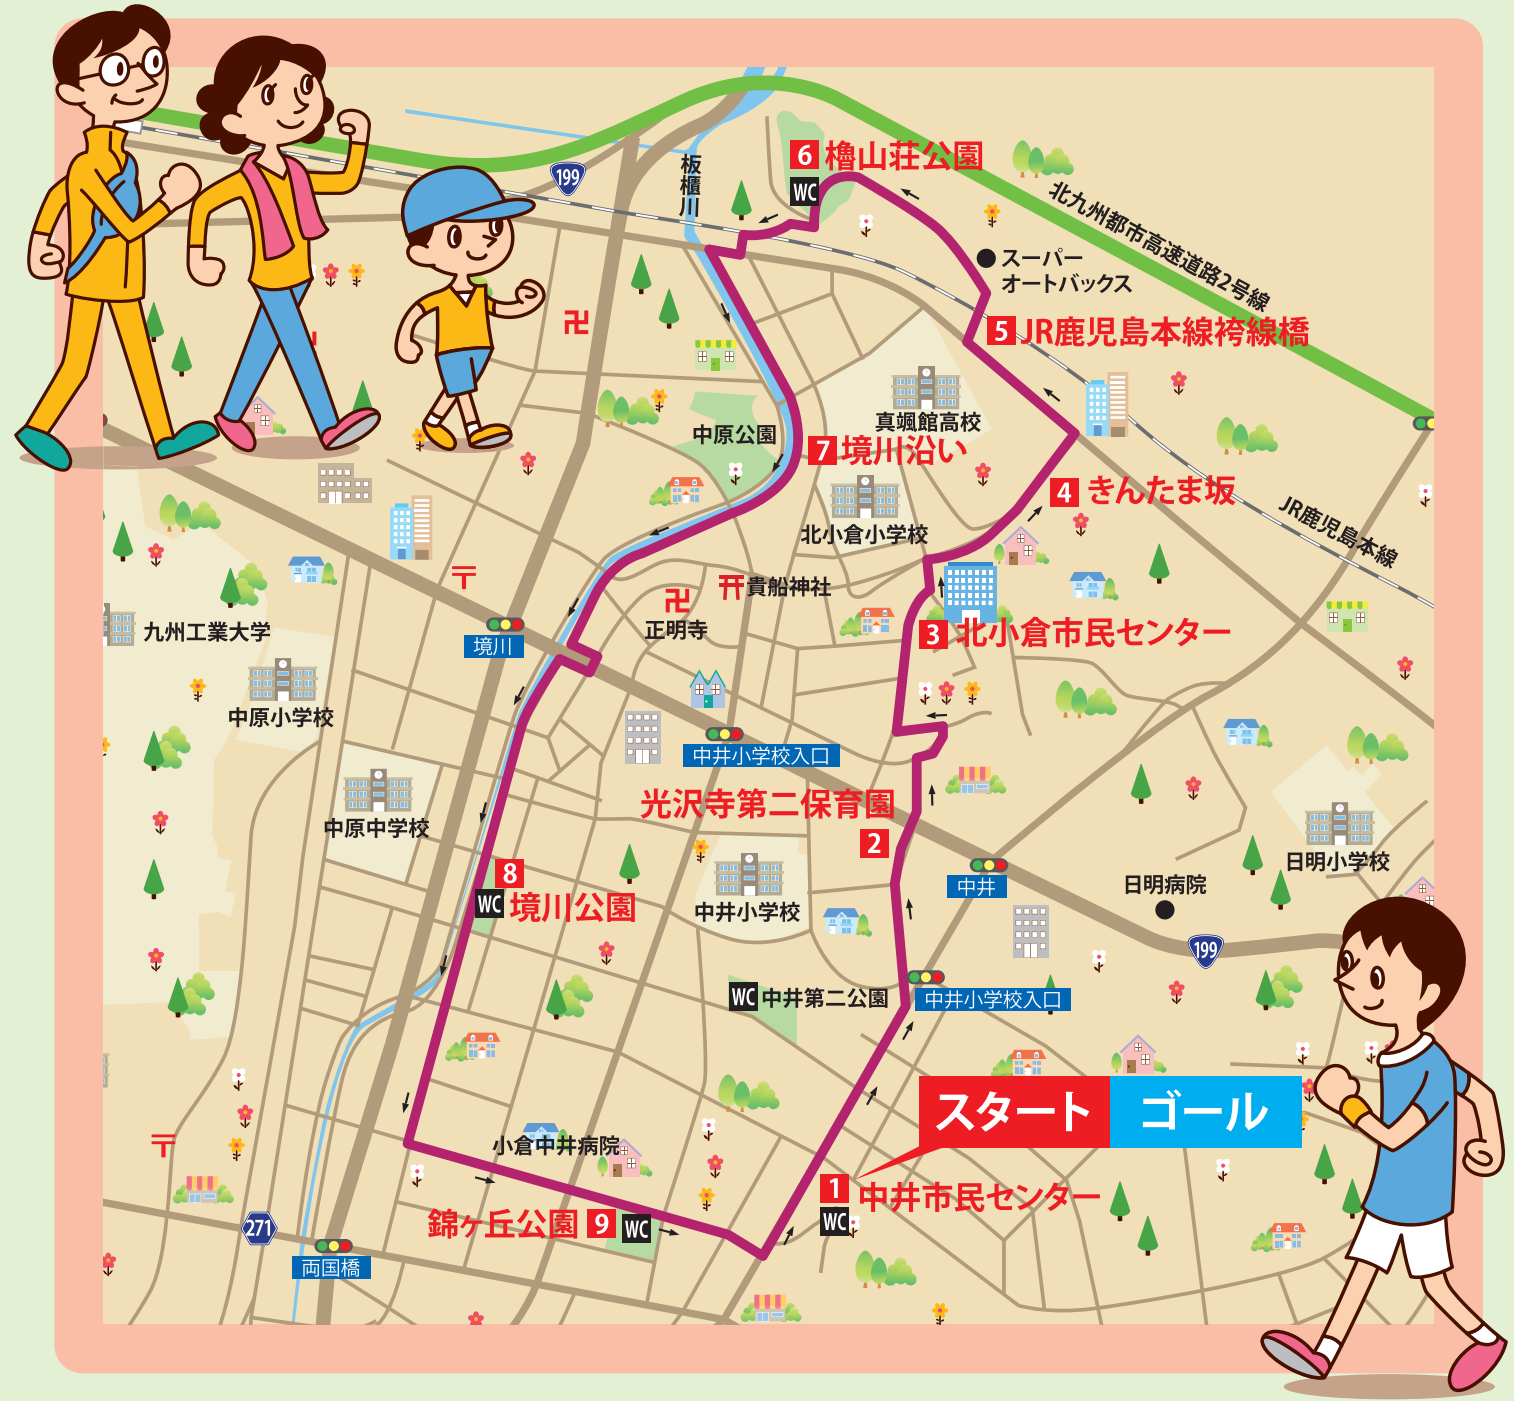 板櫃川
199
6 櫓山荘公園
WC
北九州都市高速道路2号線
スーパー
オートバックス
5 JR鹿児島本線袴線橋
真颯館高校
中原公園
7 境川沿い
4 きんたま坂
JR鹿児島本線
北小倉小学校
貴船神社
正明寺
3 北小倉市民センター
九州工業大学
境川
中原小学校
中井小学校入口
光沢寺第二保育園
2
中原中学校
8
WC 境川公園
中井小学校
中井
日明病院
日明小学校
199
WC 中井第二公園
中井小学校入口
スタート ゴール
小倉中井病院
1 中井市民センター
WC
錦ヶ丘公園 9 WC
271
両国橋